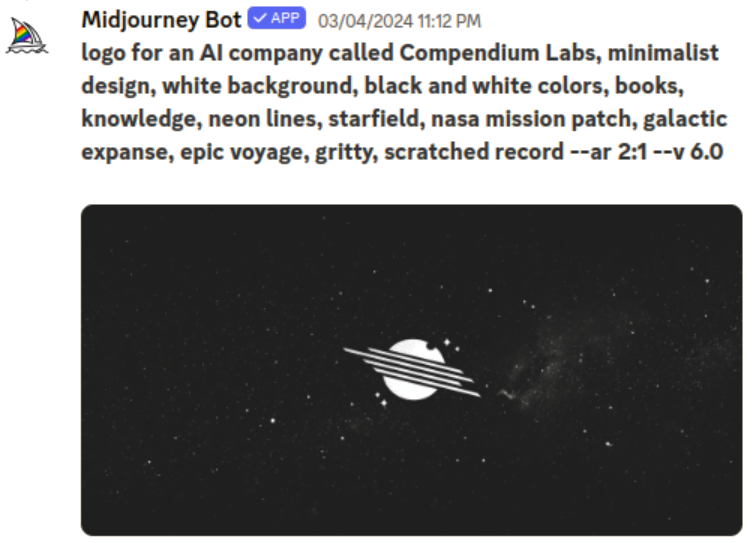 Midjourney Bot ✓ APP 03/04/2024 11:12 PM
logo for an AI company called Compendium Labs, minimalist
design, white background, black and white colors, books,
knowledge, neon lines, starfield, nasa mission patch, galactic
expanse, epic voyage, gritty, scratched record --ar 2:1 --v 6.0